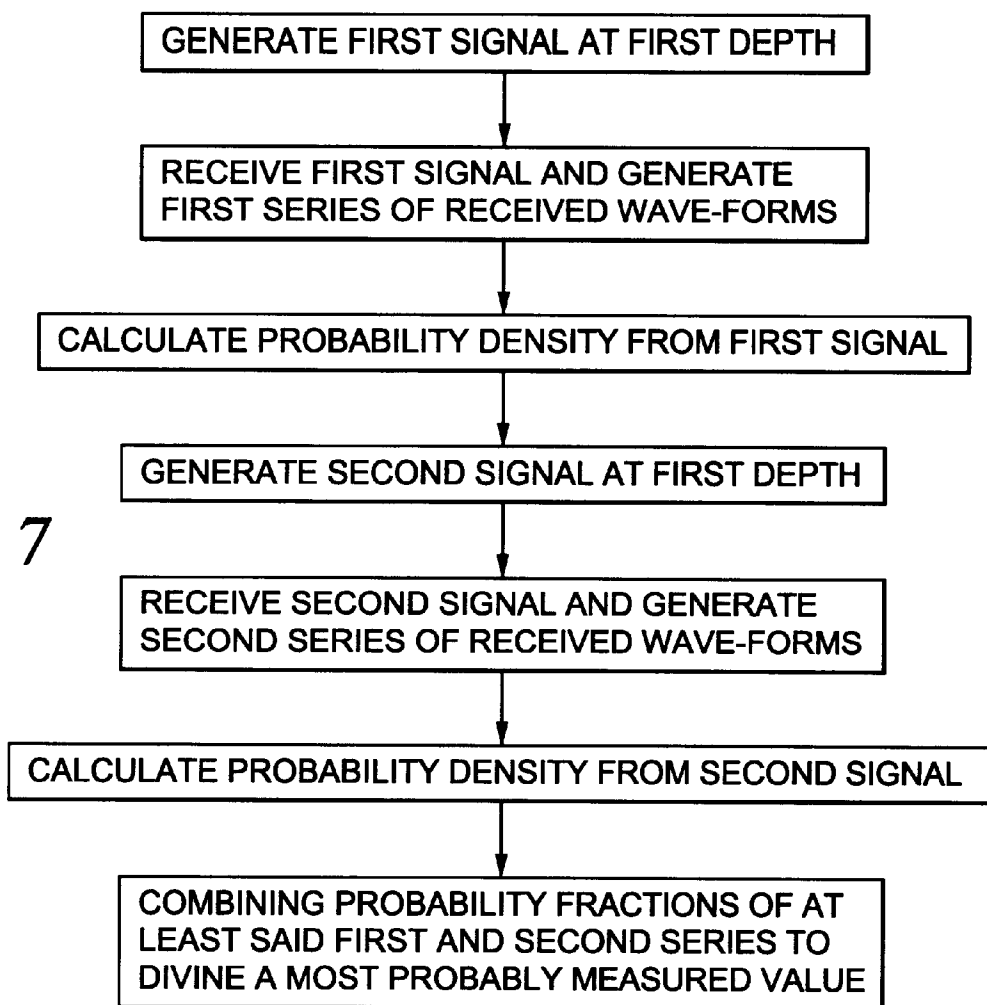 GENERATE FIRST SIGNAL AT FIRST DEPTH
RECEIVE FIRST SIGNAL AND GENERATE
FIRST SERIES OF RECEIVED WAVE-FORMS
CALCULATE PROBABILITY DENSITY FROM FIRST SIGNAL
GENERATE SECOND SIGNAL AT FIRST DEPTH
7
RECEIVE SECOND SIGNAL AND GENERATE
SECOND SERIES OF RECEIVED WAVE-FORMS
CALCULATE PROBABILITY DENSITY FROM SECOND SIGNAL
COMBINING PROBABILITY FRACTIONS OF AT
LEAST SAID FIRST AND SECOND SERIES TO
DIVINE A MOST PROBABLY MEASURED VALUE